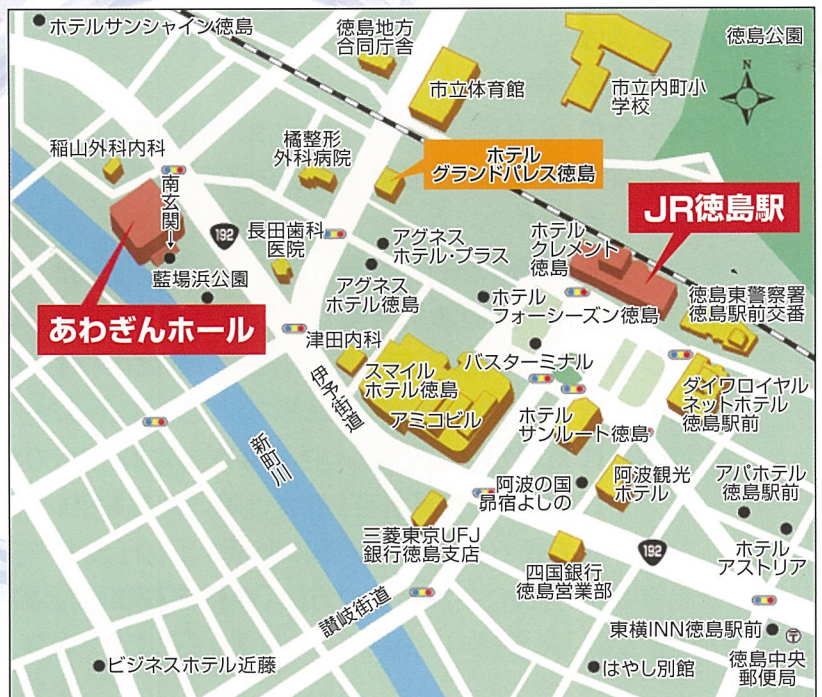 ホテルサンシャイン徳島
徳島地方
合同庁舎
市立体育館
市立内町小
学校
徳島公園
N
稲山外科内科
橘整形
外科病院
ホテル
グランドパレス徳島
JR徳島駅
南玄関→
192
長田歯科
医院
アグネス
ホテル・プラス
ホテル
クレメント
徳島
藍場浜公園
アグネス
ホテル徳島
ホテル
フォーシーズン徳島
徳島東警察署
徳島駅前交番
あわぎんホール
津田内科
伊予街道
スマイル
ホテル徳島
バスターミナル
アミコビル
ホテル
サンルート徳島
ダイワロイヤル
ネットホテル
徳島駅前
新町川
阿波の国
昴宿よしの
阿波観光
ホテル
アパホテル
徳島駅前
三菱東京UFJ
銀行徳島支店
四国銀行
徳島営業部
192
ホテル
アストリア
讃岐街道
東横INN徳島駅前
〒
徳島中央
郵便局
ビジネスホテル近藤
はやし別館